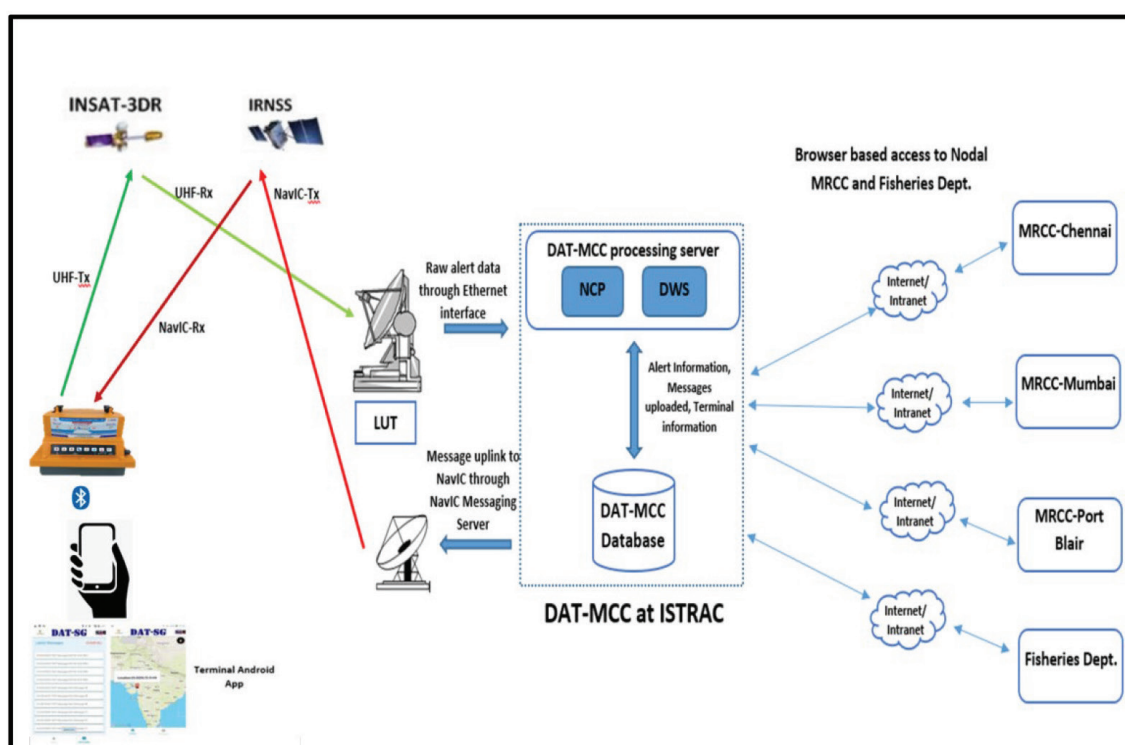 INSAT-3DR
IRNSS
UHF-Rx
NavIC-Tx
UHF-Tx
NavIC-Rx
Raw alert data
through Ethernet
interface
LUT
Message uplink to
NavIC through
NavIC Messaging
Server
DAT-MCC processing server
NCP
DWS
Alert Information,
Messages
uploaded, Terminal
information
DAT-MCC
Database
DAT-MCC at ISTRAC
Browser based access to Nodal
MRCC and Fisheries Dept.
Internet/
Intranet
MRCC-Chennai
Internet/
Intranet
MRCC-Mumbai
Internet/
Intranet
MRCC-Port
Blair
Internet/
Intranet
Fisheries Dept.
DAT-SG
DAT-SG
Terminal Android
App